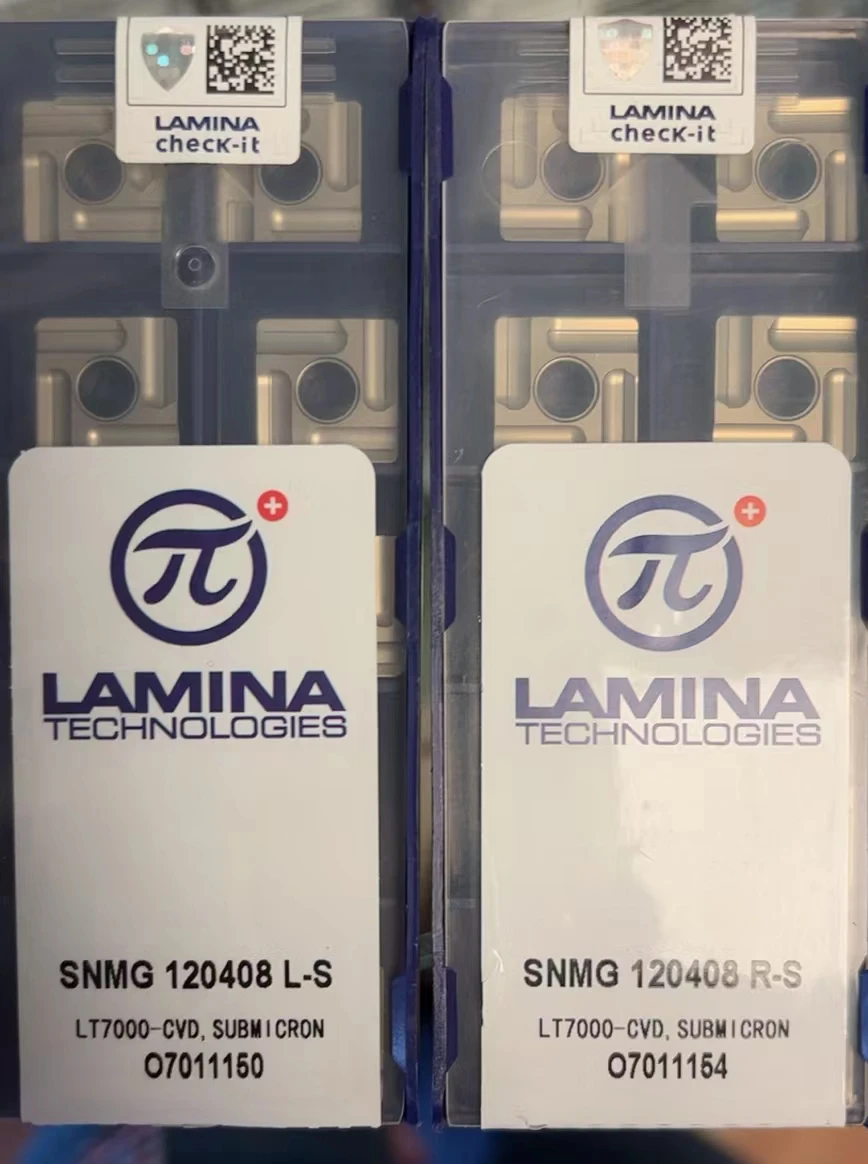 LAMINA
checK-it
π
LAMINA
TECHNOLOGIES
SNMG 120408 L-S
LT7000-CVD, SUBMICRON
O7011150
LAMINA
checK-it
π
LAMINA
TECHNOLOGIES
SNMG 120408 R-S
LT7000-CVD, SUBMICRON
O7011154